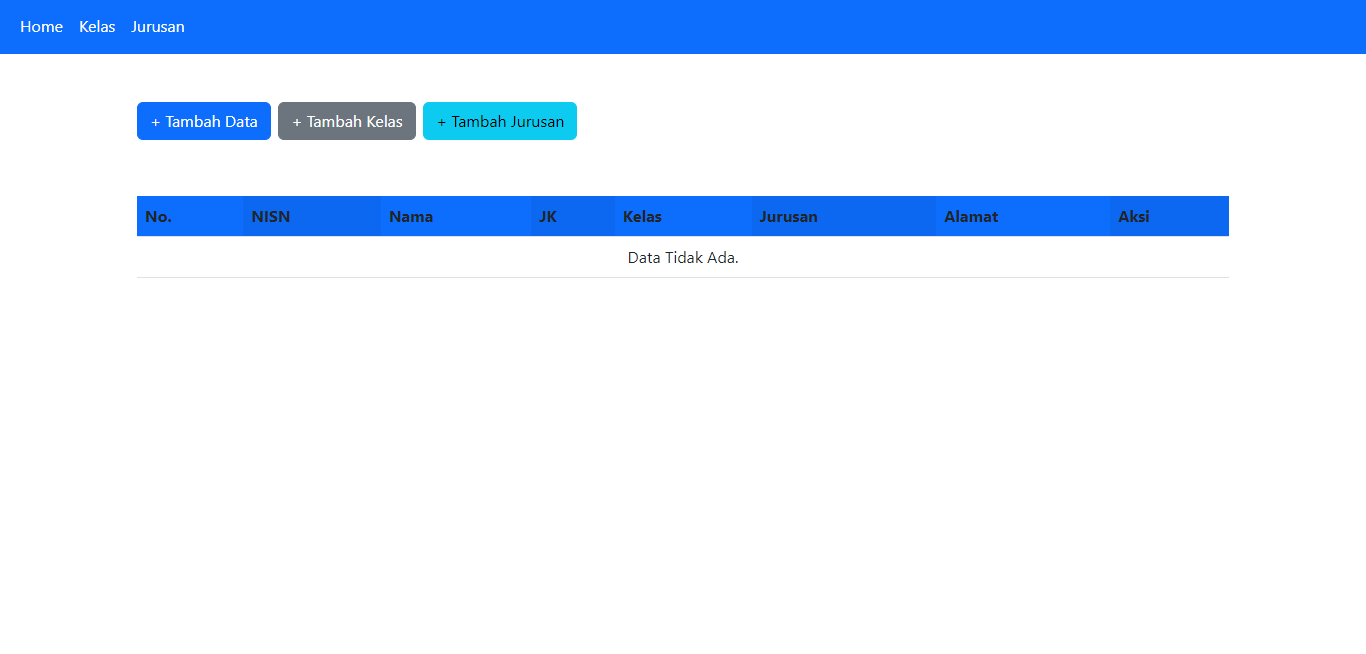 Home Kelas Jurusan
+ Tambah Data + Tambah Kelas + Tambah Jurusan
No. NISN Nama JK Kelas Jurusan Alamat Aksi
Data Tidak Ada.